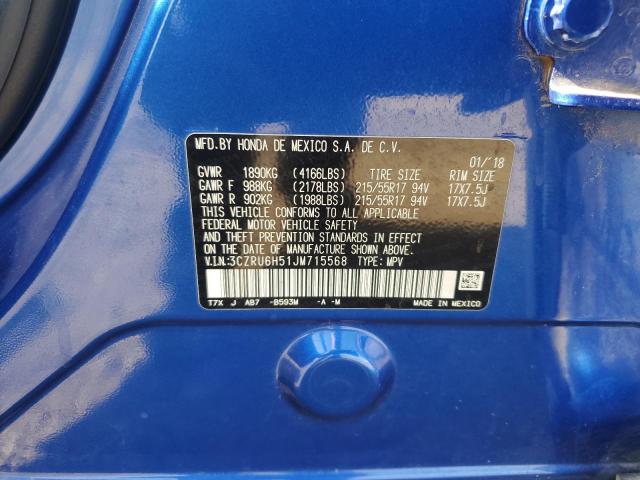 MFD.BY HONDA DE MEXICO S.A. DE C.V. 01/'18
GVWR 1890KG (4166LBS) TIRE SIZE RIM SIZE
GAWR F 988KG (2178LBS) 215/55R17 94V 17X7.5J
GAWR R 902KG (1988LBS) 215/55R17 94V 17X7.5J
THIS VEHICLE CONFORMS TO ALL APPLICABLE
FEDERAL MOTOR VEHICLE SAFETY
AND THEFT PREVENTION STANDARDS IN EFFECT
ON THE DATE OF MANUFACTURE SHOWN ABOVE.
V.I.N:3CZRU6H51JM715568 TYPE: MPV
T7X J AB7 -B593M -A -M MADE IN MEXICO